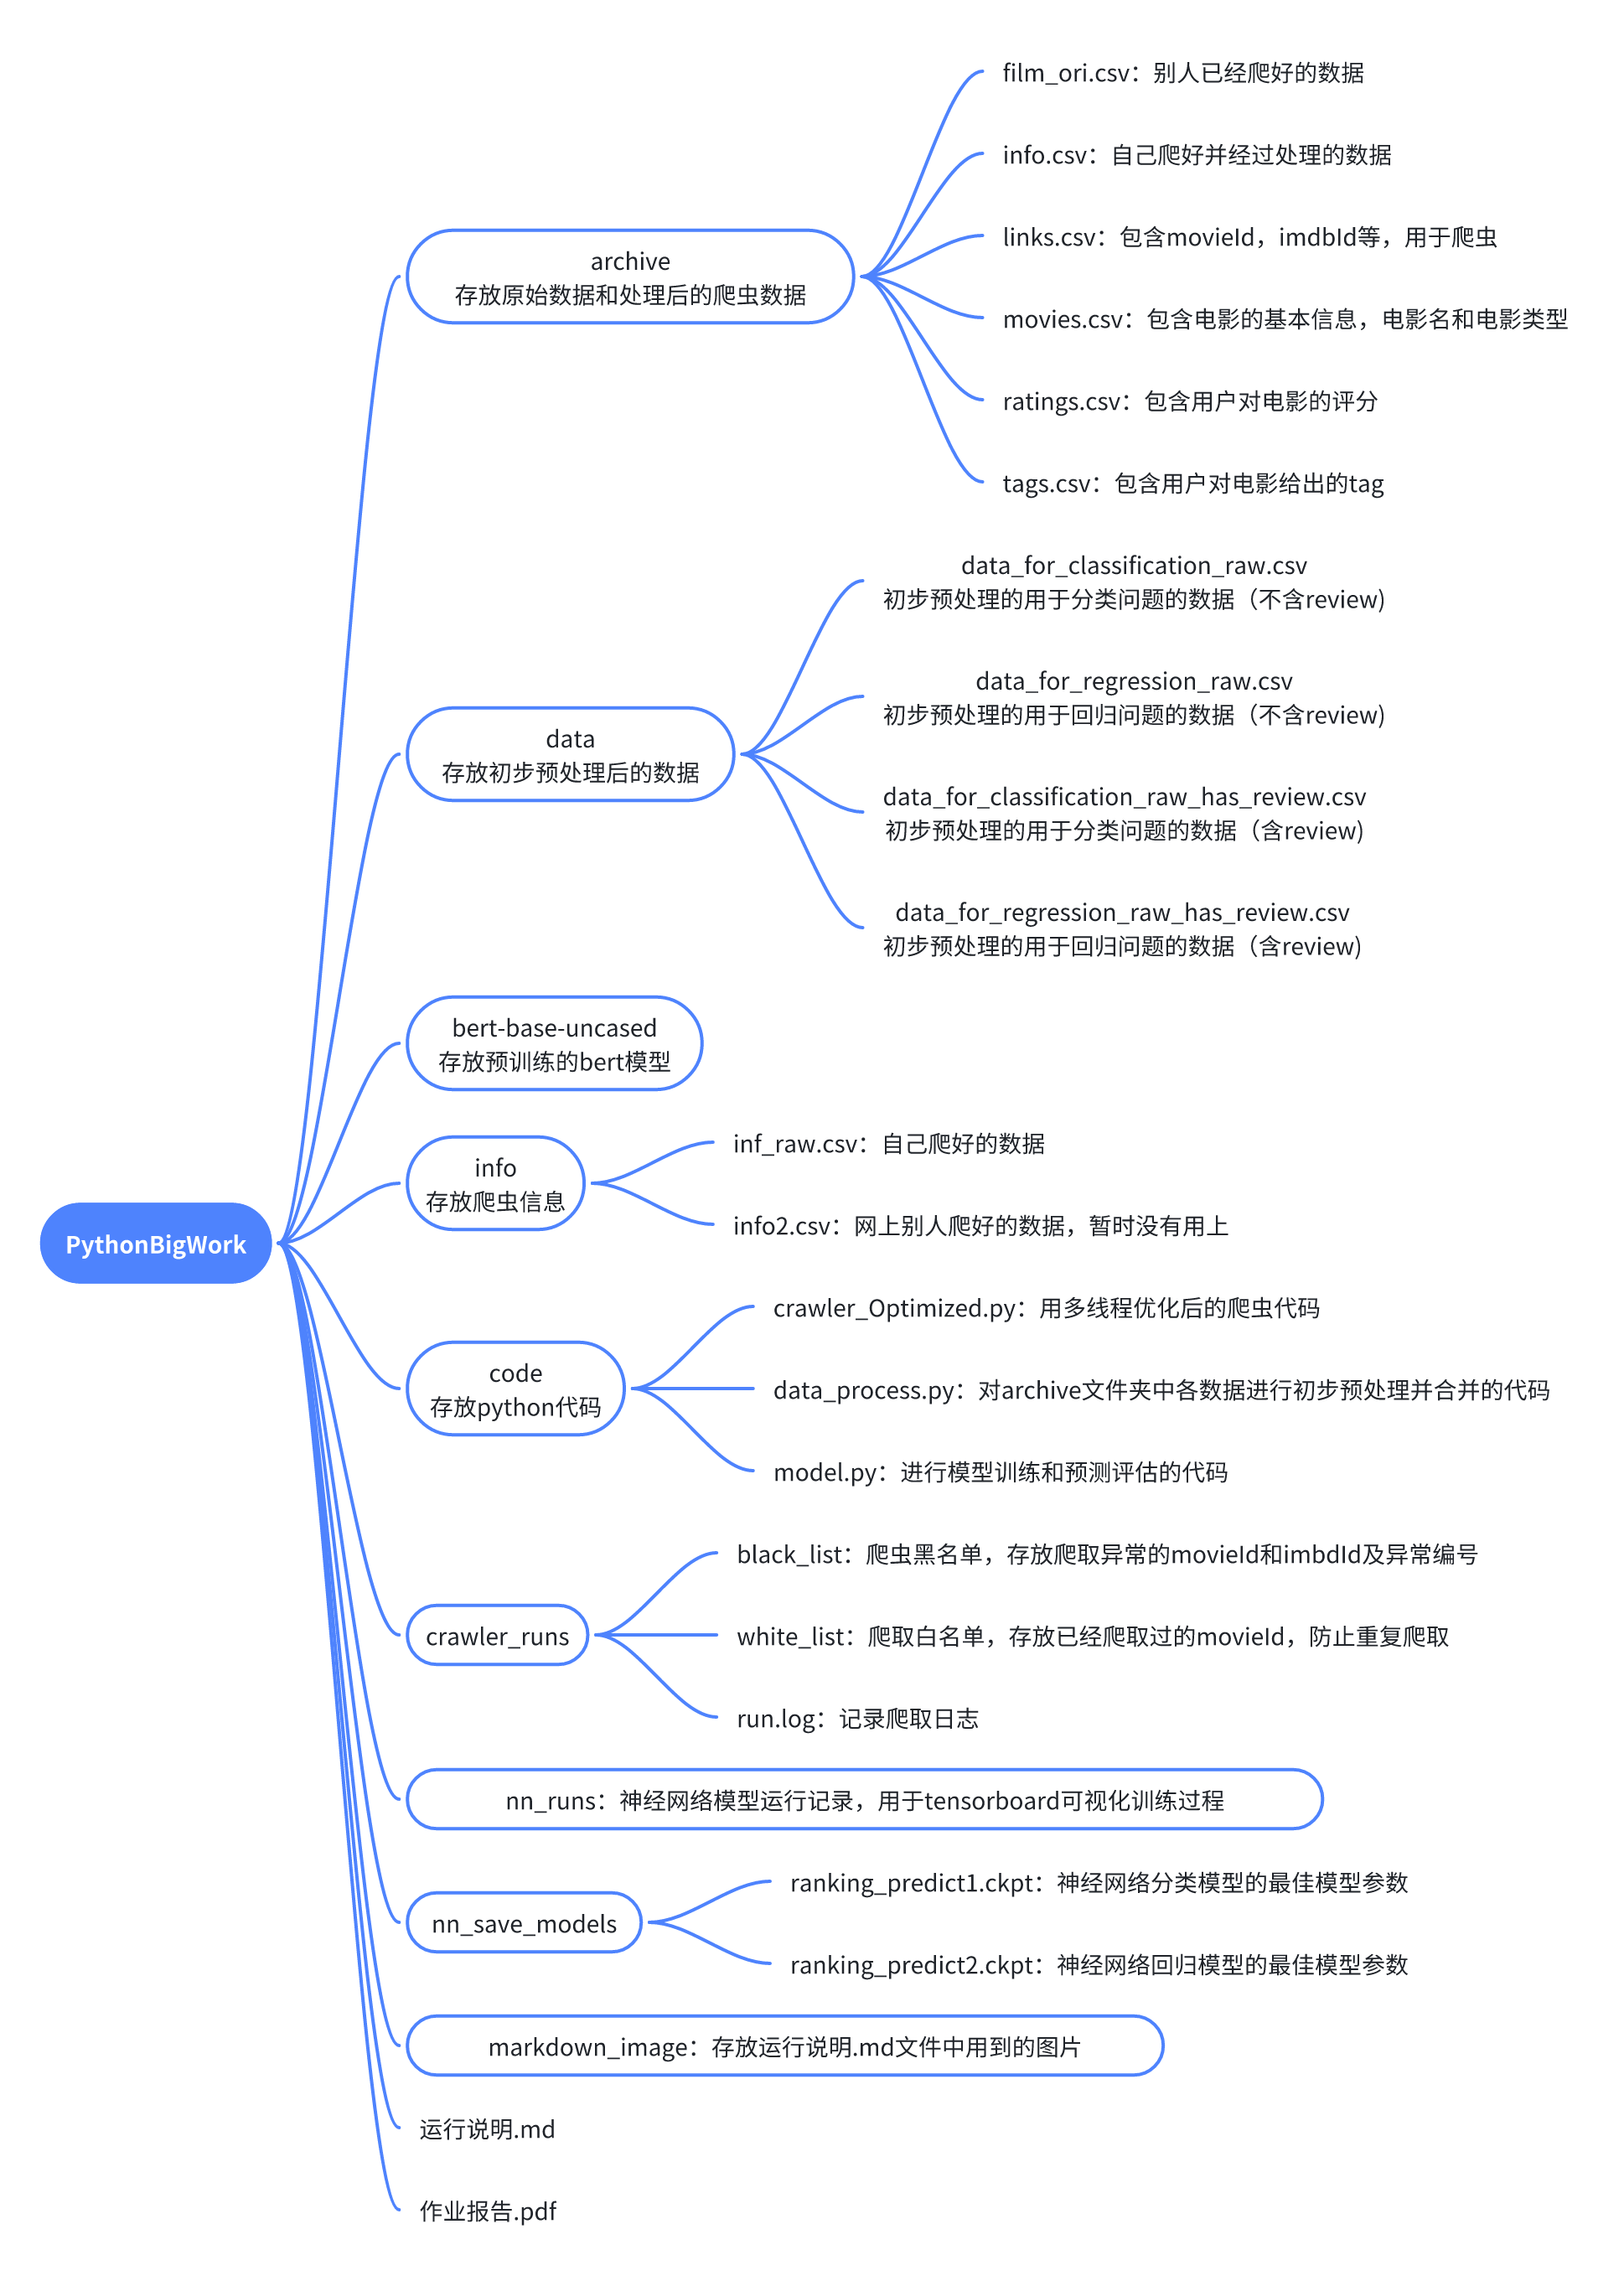 PythonBigWork
archive
存放原始数据和处理后的爬虫数据
film_ori.csv：别人已经爬好的数据
info.csv：自己爬好并经过处理的数据
links.csv：包含movieId，imdbId等，用于爬虫
movies.csv：包含电影的基本信息，电影名和电影类型
ratings.csv：包含用户对电影的评分
tags.csv：包含用户对电影给出的tag
data
存放初步预处理后的数据
data_for_classification_raw.csv
初步预处理的用于分类问题的数据（不含review)
data_for_regression_raw.csv
初步预处理的用于回归问题的数据（不含review)
data_for_classification_raw_has_review.csv
初步预处理的用于分类问题的数据（含review)
data_for_regression_raw_has_review.csv
初步预处理的用于回归问题的数据（含review)
bert-base-uncased
存放预训练的bert模型
info
存放爬虫信息
inf_raw.csv：自己爬好的数据
info2.csv：网上别人爬好的数据，暂时没有用上
code
存放python代码
crawler_Optimized.py：用多线程优化后的爬虫代码
data_process.py：对archive文件夹中各数据进行初步预处理并合并的代码
model.py：进行模型训练和预测评估的代码
crawler_runs
black_list：爬虫黑名单，存放爬取异常的movieId和imbdId及异常编号
white_list：爬取白名单，存放已经爬取过的movieId，防止重复爬取
run.log：记录爬取日志
nn_runs：神经网络模型运行记录，用于tensorboard可视化训练过程
nn_save_models
ranking_predict1.ckpt：神经网络分类模型的最佳模型参数
ranking_predict2.ckpt：神经网络回归模型的最佳模型参数
markdown_image：存放运行说明.md文件中用到的图片
运行说明.md
作业报告.pdf